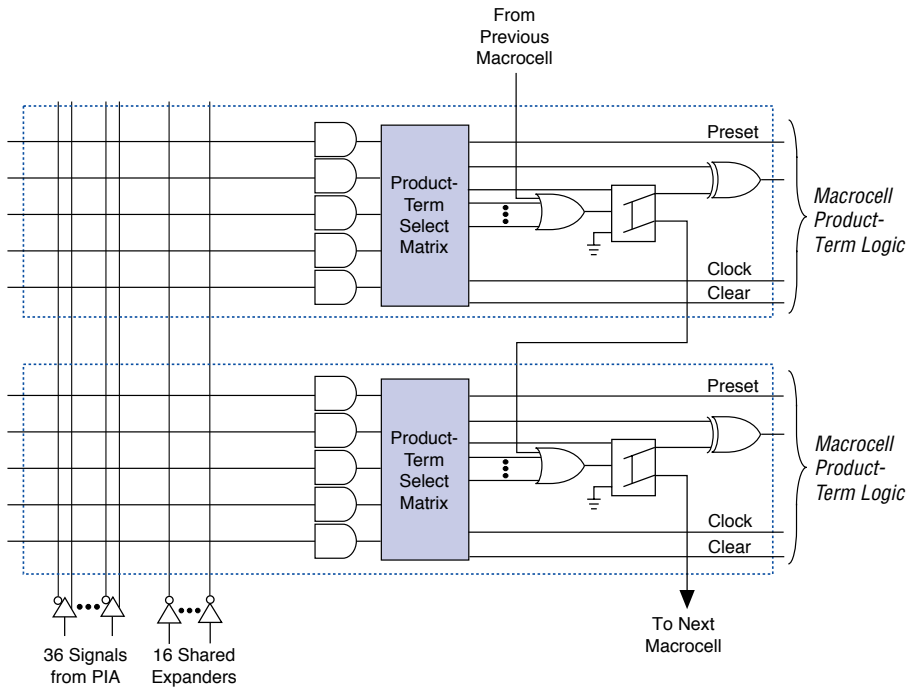 From
Previous
Macrocell
Preset
Product-
Term
Select
Matrix
Macrocell
Product-
Term Logic
Clock
Clear
Preset
Product-
Term
Select
Matrix
Macrocell
Product-
Term Logic
Clock
Clear
36 Signals
from PIA
16 Shared
Expanders
To Next
Macrocell